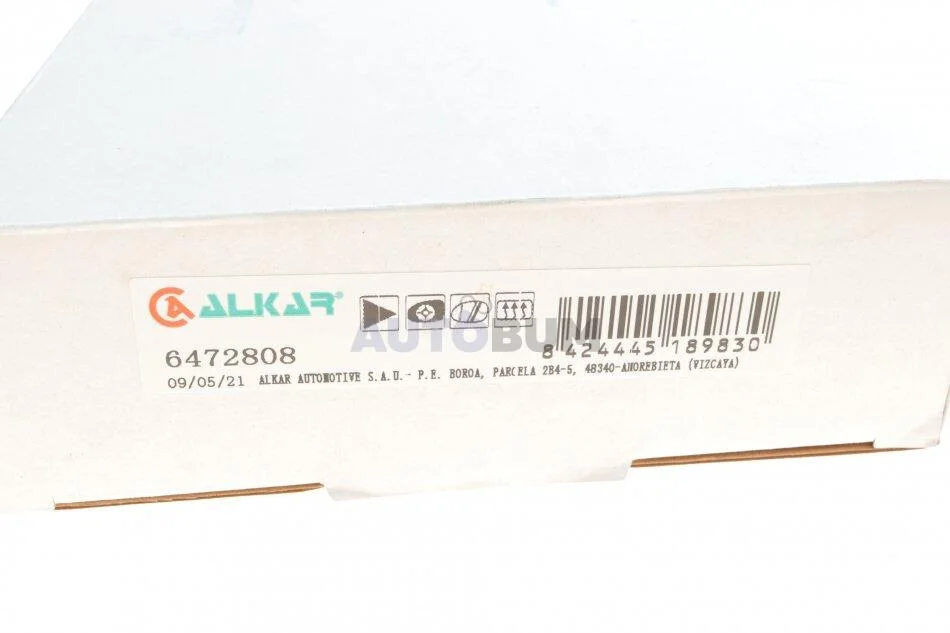 ALKAR®
AUTOBUM
6472808
8 424445 189830
09/05/21 ALKAR AUTOMOTIVE S.A.U.- P.E. BOROA, PARCELA 2B4-5, 48340-AMOREBIETA (VIZCAYA)